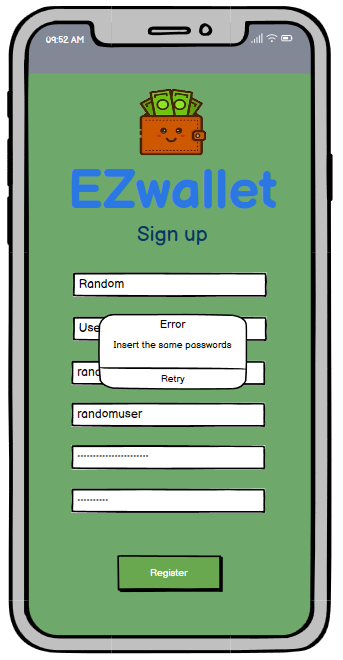 09:52 AM
EZwallet
Sign up
Random
Use
Error
Insert the same passwords
rand
Retry
randomuser
-----------------------
----------
Register